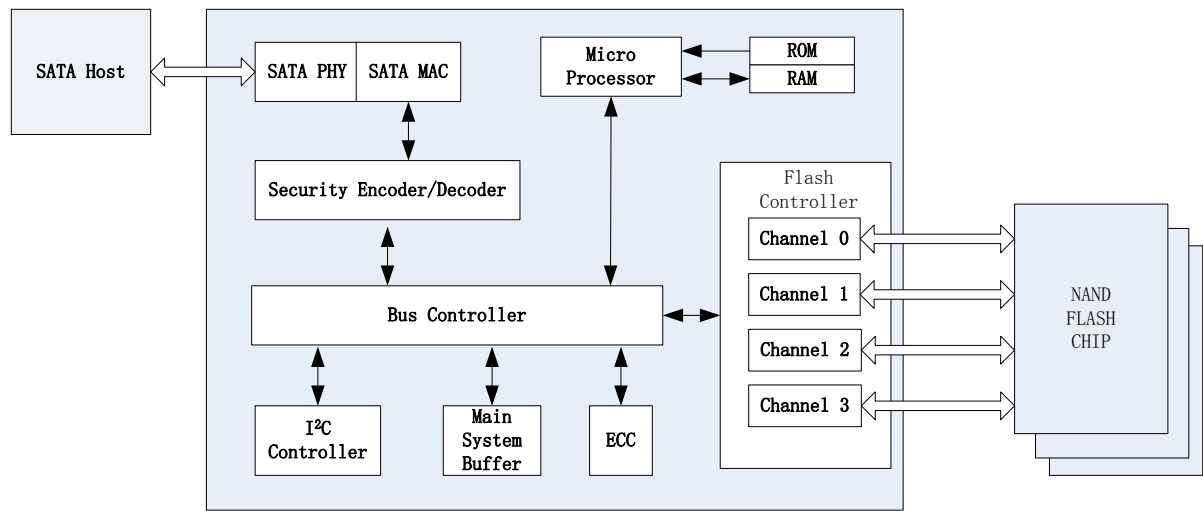 SATA Host
SATA PHY
SATA MAC
Micro
Processor
ROM
RAM
Security Encoder/Decoder
Flash
Controller
Channel 0
Channel 1
Channel 2
Channel 3
NAND
FLASH
CHIP
Bus Controller
I²C
Controller
Main
System
Buffer
ECC